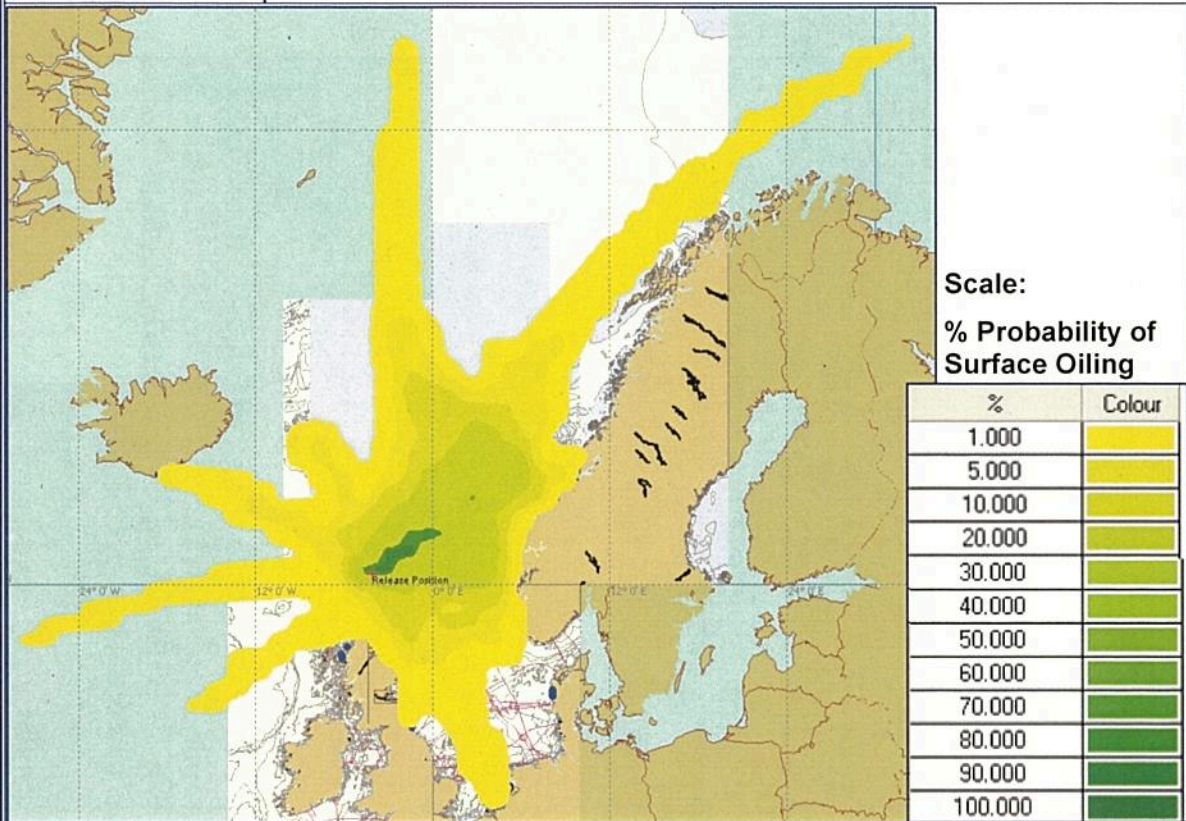 Release Position
24° 0' W
12° 0' W
0° 0' E
12° 0' E
24° 0' E
Scale:
% Probability of
Surface Oiling
% Colour
1.000
5.000
10.000
20.000
30.000
40.000
50.000
60.000
70.000
80.000
90.000
100.000